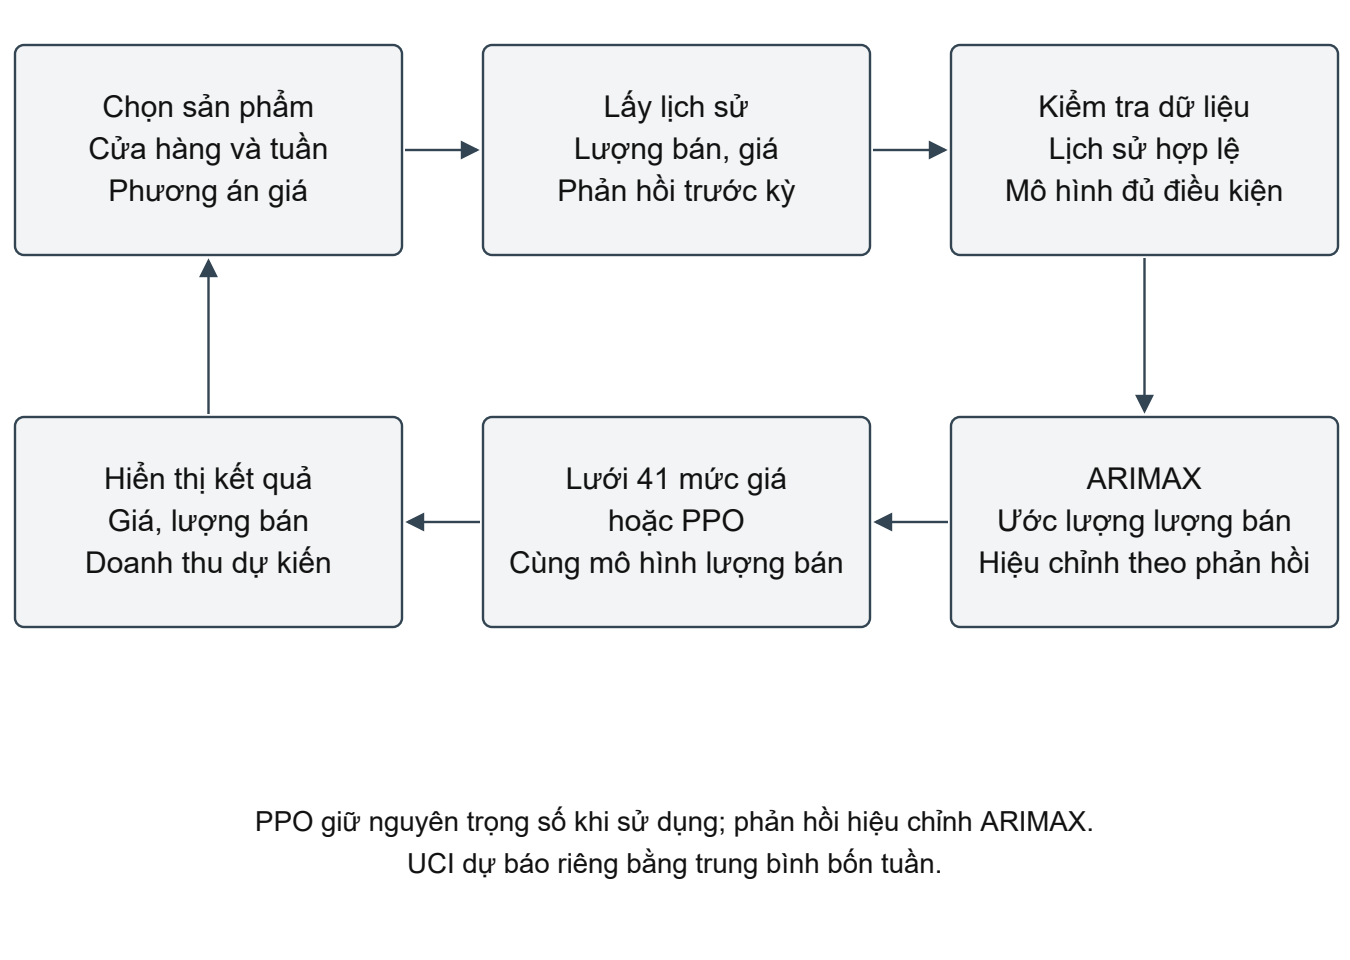 Chọn sản phẩm
Cửa hàng và tuần
Phương án giá
Lấy lịch sử
Lượng bán, giá
Phản hồi trước kỳ
Kiểm tra dữ liệu
Lịch sử hợp lệ
Mô hình đủ điều kiện
ARIMAX
Ước lượng lượng bán
Hiệu chỉnh theo phản hồi
Lưới 41 mức giá
hoặc PPO
Cùng mô hình lượng bán
Hiển thị kết quả
Giá, lượng bán
Doanh thu dự kiến
PPO giữ nguyên trọng số khi sử dụng; phản hồi hiệu chỉnh ARIMAX.
UCI dự báo riêng bằng trung bình bốn tuần.